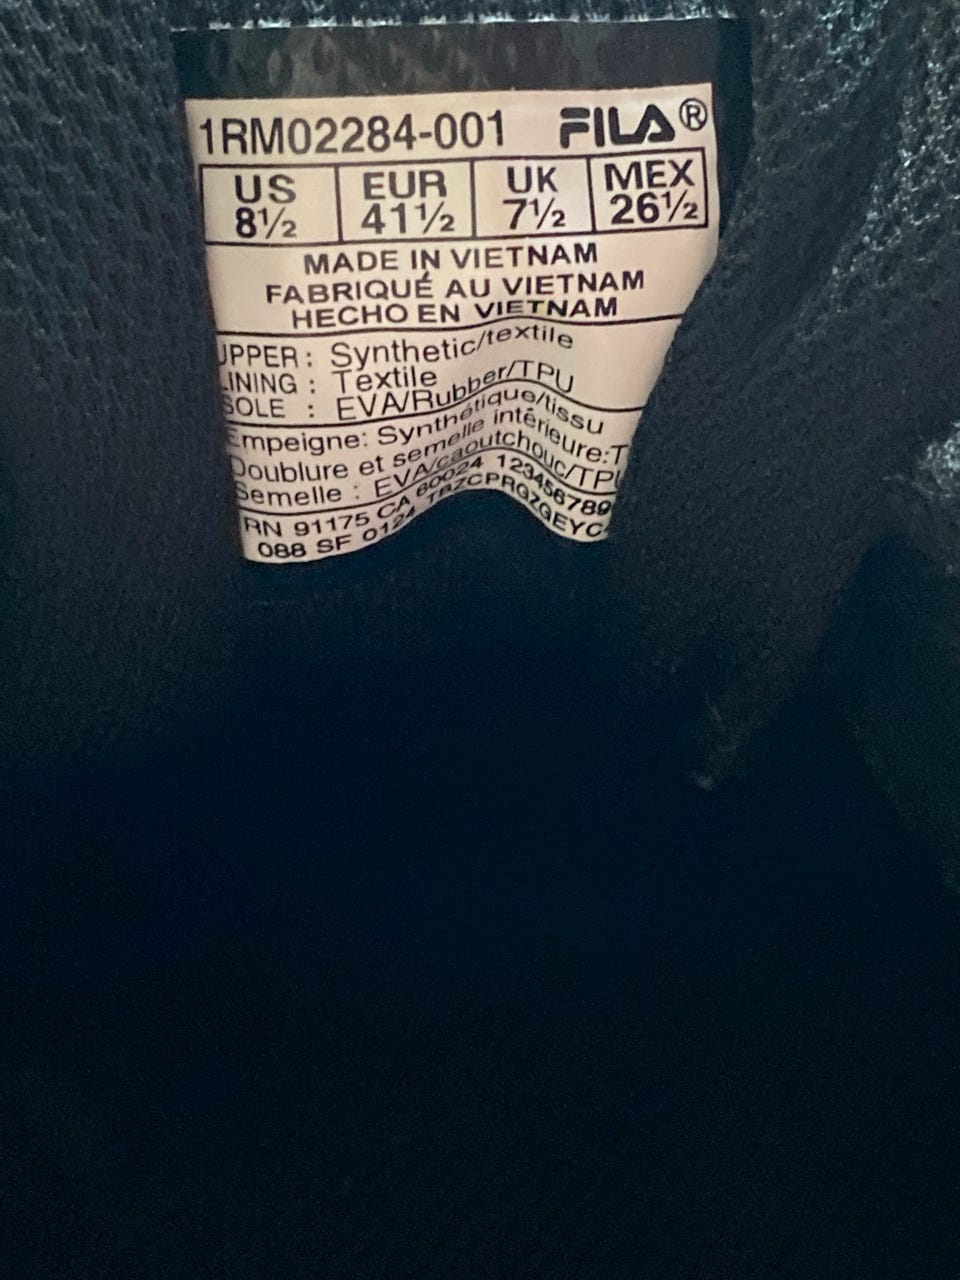 1RM02284-001 FILA®
US EUR UK MEX
8½ 41½ 7½ 26½
MADE IN VIETNAM
FABRIQUÉ AU VIETNAM
HECHO EN VIETNAM
UPPER : Synthetic/textile
LINING : Textile
SOLE : EVA/Rubber/TPU
Empeigne: Synthétique/tissu
Doublure et semelle intérieure:T
Semelle : EVA/caoutchouc/TPU
RN 91175 CA 60024 123456789
088 SF 0124